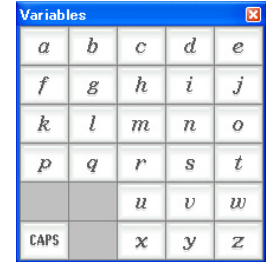 Variables
a b c d e
f g h i j
k l m n o
p q r s t
u v w
CAPS x y z